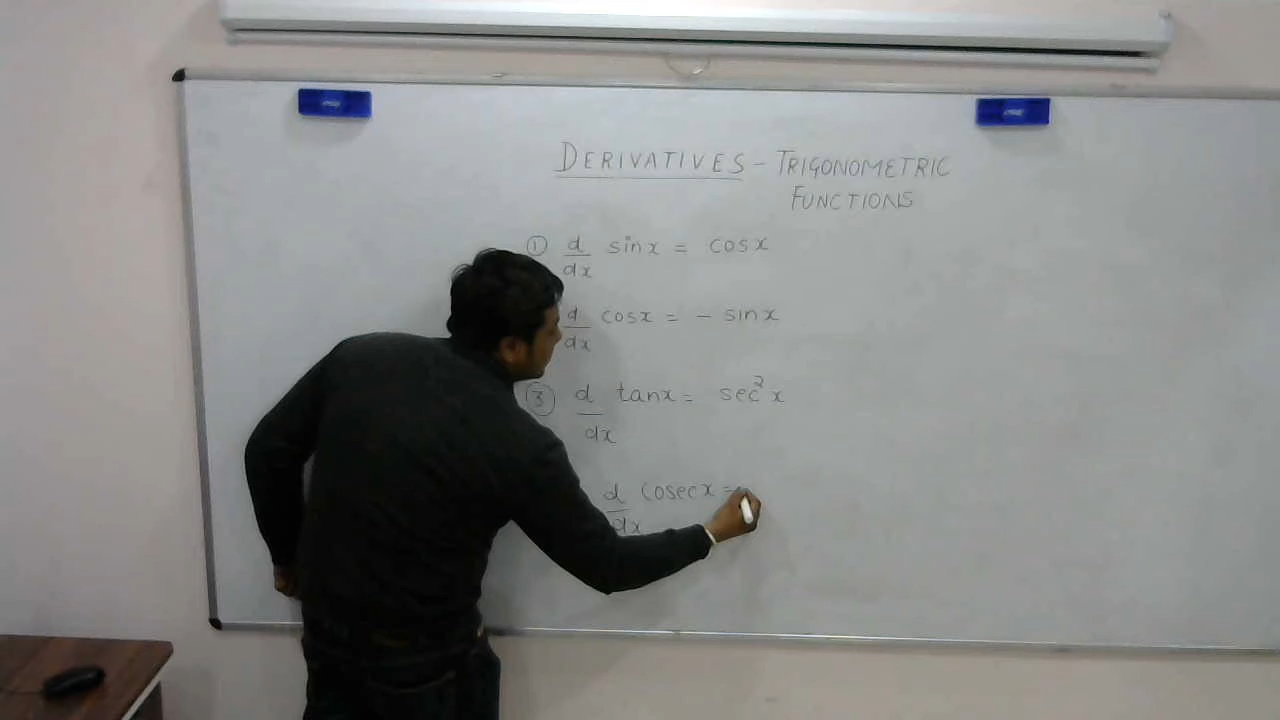 DERIVATIVES - TRIGONOMETRIC
FUNCTIONS
① d/dx sinx = cosx
d/dx cosx = - sinx
③ d/dx tanx = sec²x
d/dx cosecx =